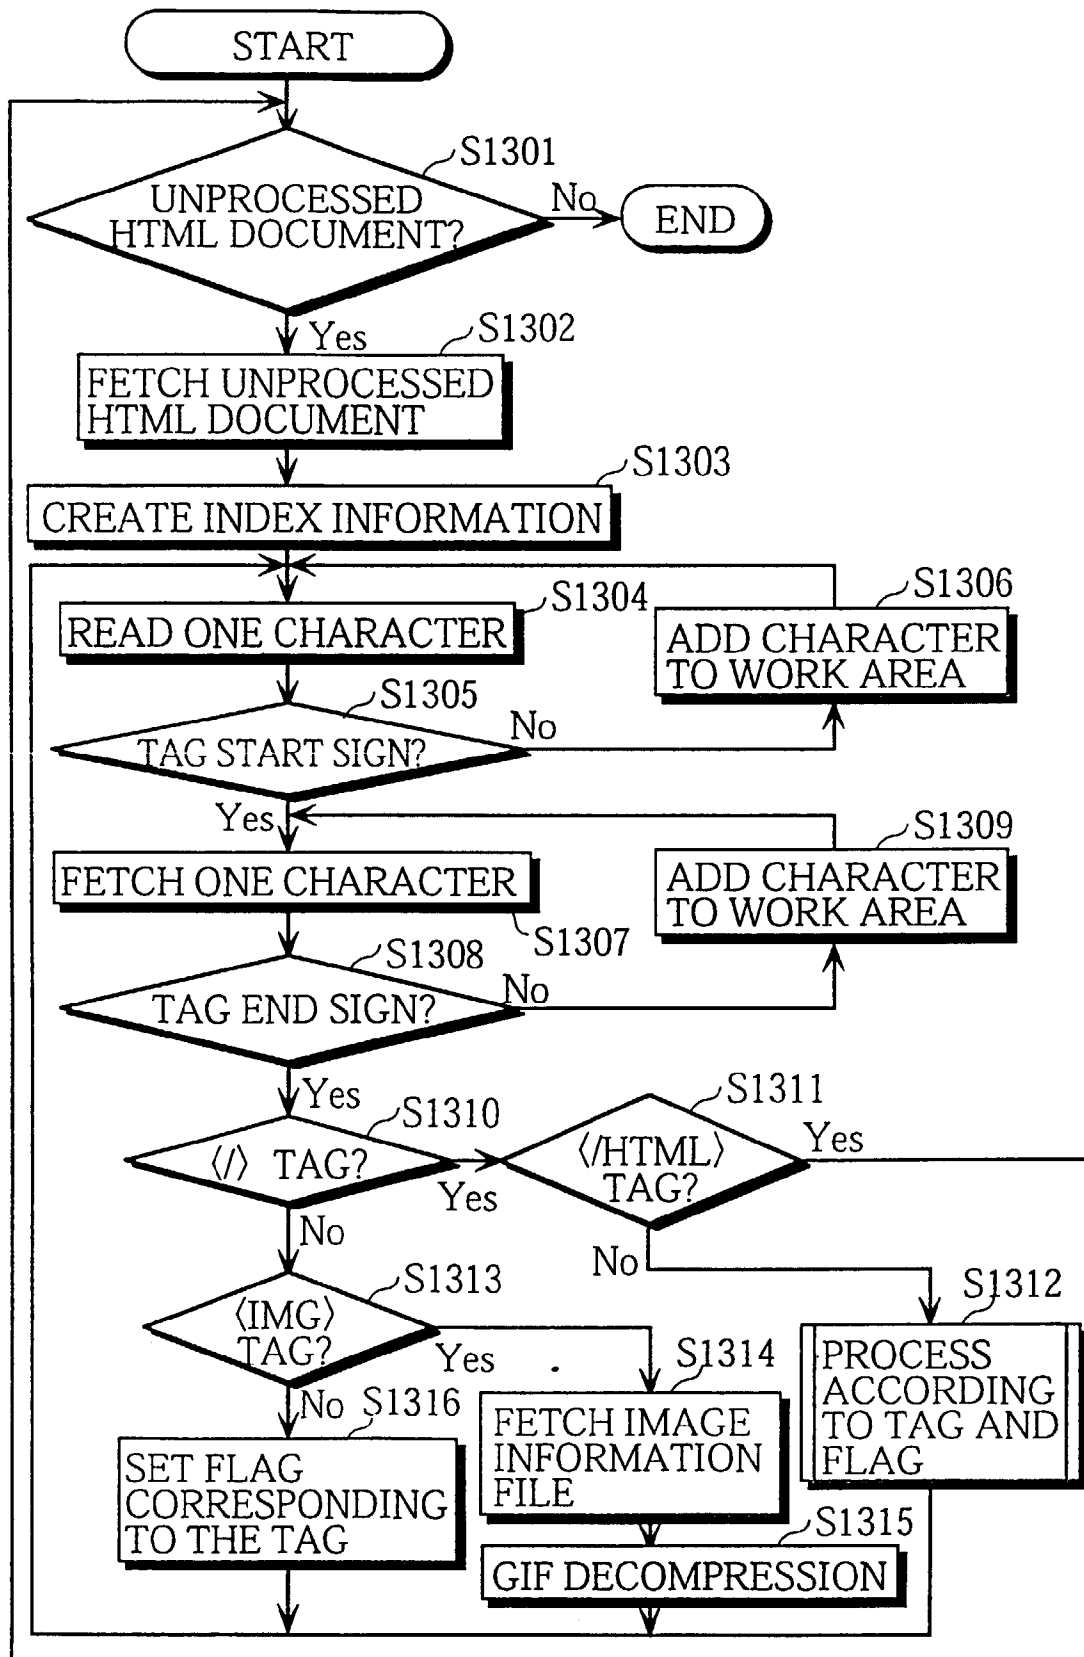 START
S1301
UNPROCESSED
HTML DOCUMENT?
No
END
Yes
S1302
FETCH UNPROCESSED
HTML DOCUMENT
S1303
CREATE INDEX INFORMATION
S1304
READ ONE CHARACTER
S1306
ADD CHARACTER
TO WORK AREA
S1305
TAG START SIGN?
No
Yes
FETCH ONE CHARACTER
S1307
S1309
ADD CHARACTER
TO WORK AREA
S1308
TAG END SIGN?
No
Yes
S1310
〈/〉 TAG?
Yes
S1311
〈/HTML〉
TAG?
Yes
No
No
S1312
PROCESS
ACCORDING
TO TAG AND
FLAG
S1313
〈IMG〉
TAG?
Yes
S1314
FETCH IMAGE
INFORMATION
FILE
No
S1316
SET FLAG
CORRESPONDING
TO THE TAG
S1315
GIF DECOMPRESSION